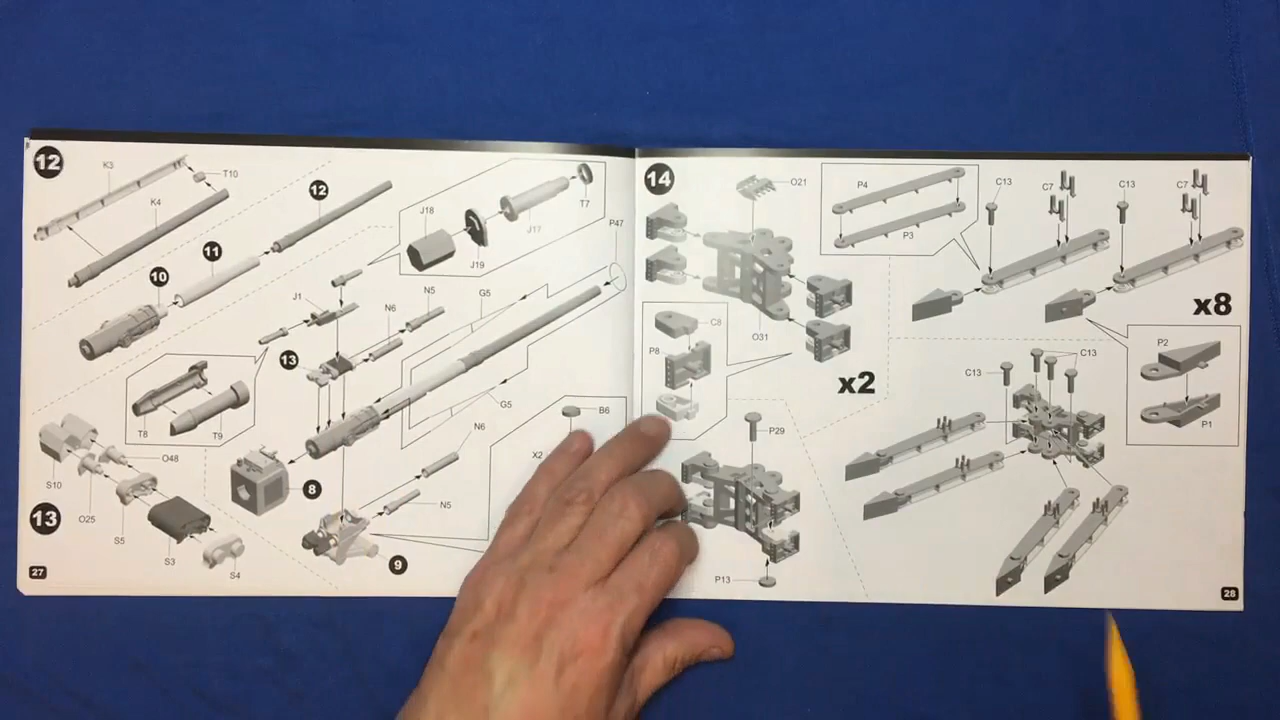 12
K3
T10
K4
12
11
10
J18
J17
T7
J19
P47
J1
N6
N5
G5
13
T8
T9
G5
B6
X2
N6
N5
O48
S10
O25
S5
S3
S4
8
9
13
27
14
O21
P4
P3
C13
C7
C13
C7
x8
O31
C8
P8
x2
P2
P1
C13
C13
P29
P13
28